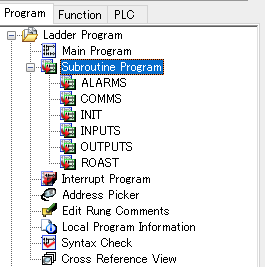 Program Function PLC
Ladder Program
Main Program
Subroutine Program
ALARMS
COMMS
INIT
INPUTS
OUTPUTS
ROAST
Interrupt Program
Address Picker
Edit Rung Comments
Local Program Information
Syntax Check
Cross Reference View